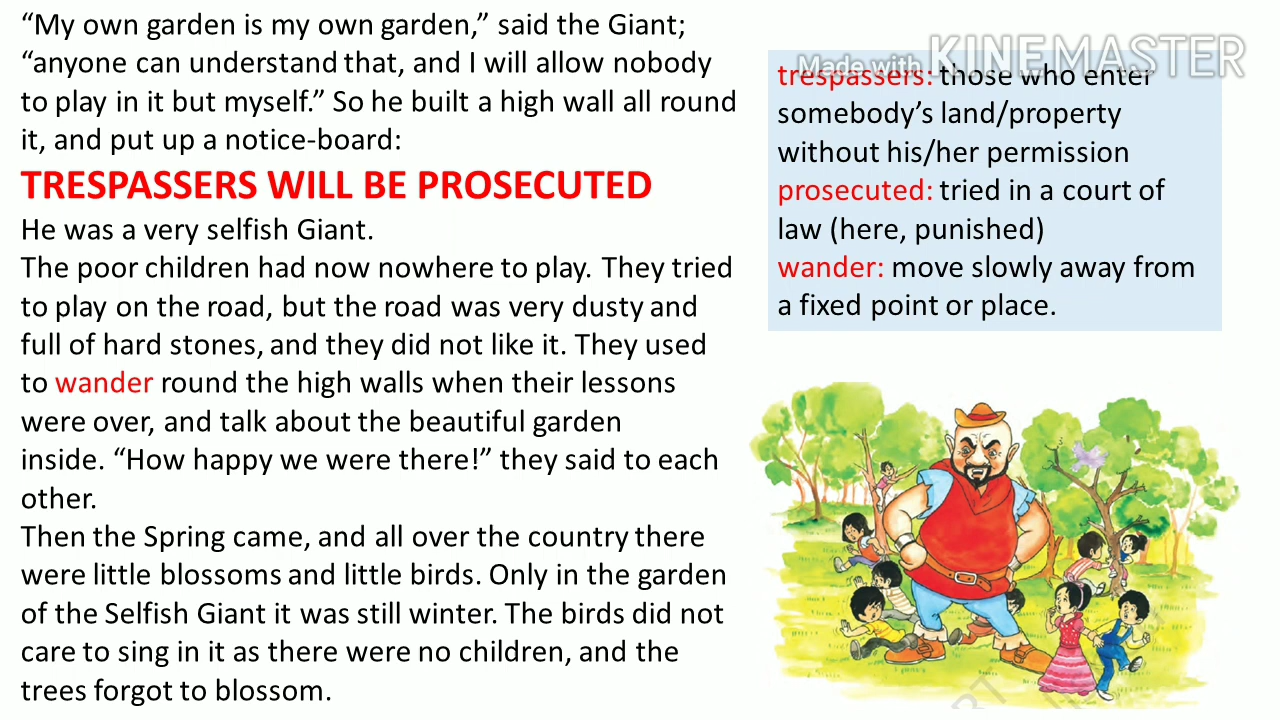 “My own garden is my own garden,” said the Giant;
“anyone can understand that, and I will allow nobody
to play in it but myself.” So he built a high wall all round
it, and put up a notice-board:
TRESPASSERS WILL BE PROSECUTED
He was a very selfish Giant.
The poor children had now nowhere to play. They tried
to play on the road, but the road was very dusty and
full of hard stones, and they did not like it. They used
to wander round the high walls when their lessons
were over, and talk about the beautiful garden
inside. “How happy we were there!” they said to each
other.
Then the Spring came, and all over the country there
were little blossoms and little birds. Only in the garden
of the Selfish Giant it was still winter. The birds did not
care to sing in it as there were no children, and the
trees forgot to blossom.
Made with KINEMASTER
trespassers: those who enter
somebody’s land/property
without his/her permission
prosecuted: tried in a court of
law (here, punished)
wander: move slowly away from
a fixed point or place.